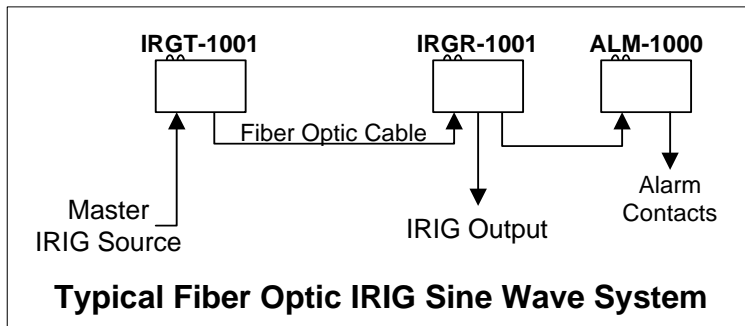 IRGT-1001
IRGR-1001
ALM-1000
Fiber Optic Cable
Master
IRIG Source
IRIG Output
Alarm
Contacts
Typical Fiber Optic IRIG Sine Wave System